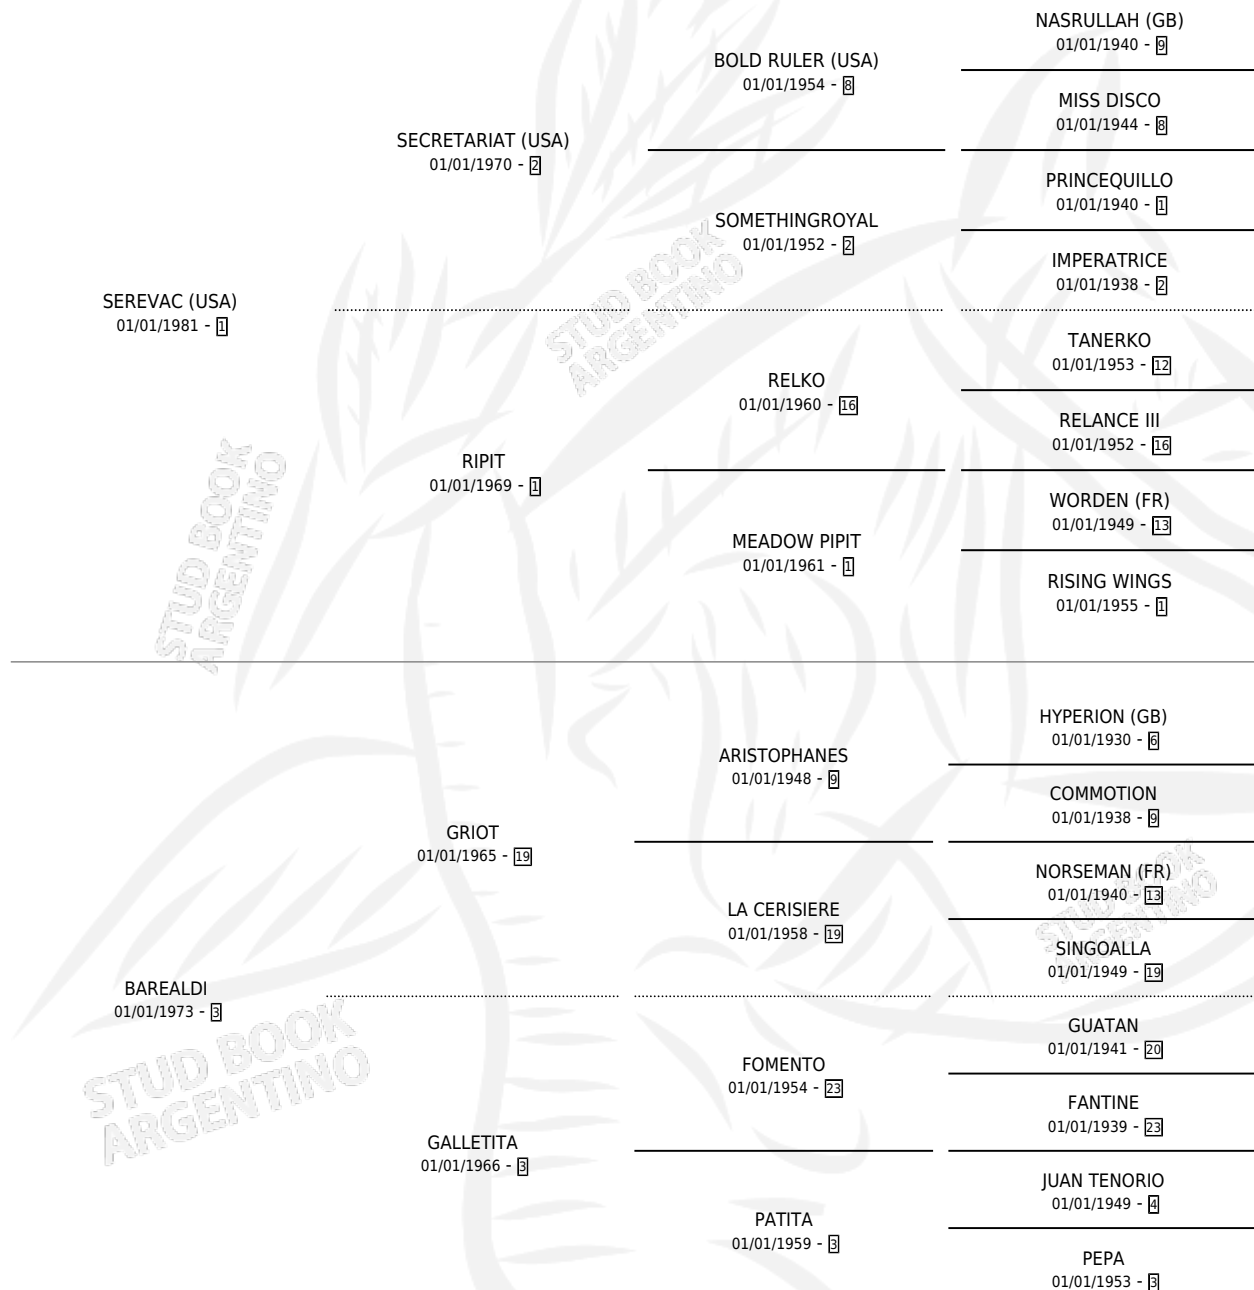 NASRULLAH (GB)
01/01/1940 - 9
BOLD RULER (USA)
01/01/1954 - 8
MISS DISCO
01/01/1944 - 8
SECRETARIAT (USA)
01/01/1970 - 2
PRINCEQUILLO
01/01/1940 - 1
SOMETHINGROYAL
01/01/1952 - 2
IMPERATRICE
01/01/1938 - 2
SEREVAC (USA)
01/01/1981 - 1
TANERKO
01/01/1953 - 12
RELKO
01/01/1960 - 16
RELANCE III
01/01/1952 - 16
RIPIT
01/01/1969 - 1
WORDEN (FR)
01/01/1949 - 13
MEADOW PIPIT
01/01/1961 - 1
RISING WINGS
01/01/1955 - 1
HYPERION (GB)
01/01/1930 - 6
ARISTOPHANES
01/01/1948 - 9
COMMOTION
01/01/1938 - 9
GRIOT
01/01/1965 - 19
NORSEMAN (FR)
01/01/1940 - 13
LA CERISIERE
01/01/1958 - 19
SINGOALLA
01/01/1949 - 19
BAREALDI
01/01/1973 - 3
GUATAN
01/01/1941 - 20
FOMENTO
01/01/1954 - 23
FANTINE
01/01/1939 - 23
GALLETITA
01/01/1966 - 3
JUAN TENORIO
01/01/1949 - 4
PATITA
01/01/1959 - 3
PEPA
01/01/1953 - 3
STUD BOOK
ARGENTINO
STUD BOOK
ARGENTINO
STUD BOOK
ARGENTINO
STUD BOOK
ARGENTINO